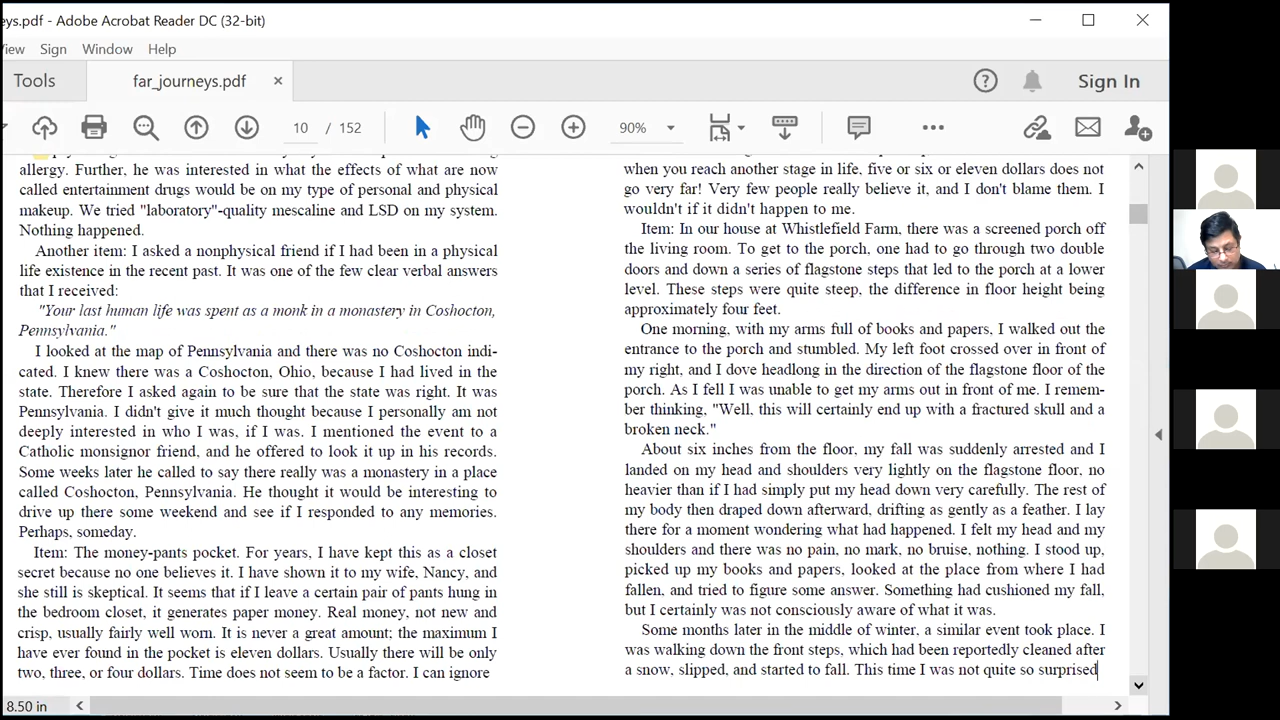 eys.pdf - Adobe Acrobat Reader DC (32-bit)
View Sign Window Help
Tools
far_journeys.pdf
Sign In
10 / 152
90%
allergy. Further, he was interested in what the effects of what are now
called entertainment drugs would be on my type of personal and physical
makeup. We tried "laboratory"-quality mescaline and LSD on my system.
Nothing happened.
Another item: I asked a nonphysical friend if I had been in a physical
life existence in the recent past. It was one of the few clear verbal answers
that I received:
"Your last human life was spent as a monk in a monastery in Coshocton,
Pennsylvania."
I looked at the map of Pennsylvania and there was no Coshocton indi-
cated. I knew there was a Coshocton, Ohio, because I had lived in the
state. Therefore I asked again to be sure that the state was right. It was
Pennsylvania. I didn't give it much thought because I personally am not
deeply interested in who I was, if I was. I mentioned the event to a
Catholic monsignor friend, and he offered to look it up in his records.
Some weeks later he called to say there really was a monastery in a place
called Coshocton, Pennsylvania. He thought it would be interesting to
drive up there some weekend and see if I responded to any memories.
Perhaps, someday.
Item: The money-pants pocket. For years, I have kept this as a closet
secret because no one believes it. I have shown it to my wife, Nancy, and
she still is skeptical. It seems that if I leave a certain pair of pants hung in
the bedroom closet, it generates paper money. Real money, not new and
crisp, usually fairly well worn. It is never a great amount; the maximum I
have ever found in the pocket is eleven dollars. Usually there will be only
two, three, or four dollars. Time does not seem to be a factor. I can ignore
when you reach another stage in life, five or six or eleven dollars does not
go very far! Very few people really believe it, and I don't blame them. I
wouldn't if it didn't happen to me.
Item: In our house at Whistlefield Farm, there was a screened porch off
the living room. To get to the porch, one had to go through two double
doors and down a series of flagstone steps that led to the porch at a lower
level. These steps were quite steep, the difference in floor height being
approximately four feet.
One morning, with my arms full of books and papers, I walked out the
entrance to the porch and stumbled. My left foot crossed over in front of
my right, and I dove headlong in the direction of the flagstone floor of the
porch. As I fell I was unable to get my arms out in front of me. I remem-
ber thinking, "Well, this will certainly end up with a fractured skull and a
broken neck."
About six inches from the floor, my fall was suddenly arrested and I
landed on my head and shoulders very lightly on the flagstone floor, no
heavier than if I had simply put my head down very carefully. The rest of
my body then draped down afterward, drifting as gently as a feather. I lay
there for a moment wondering what had happened. I felt my head and my
shoulders and there was no pain, no mark, no bruise, nothing. I stood up,
picked up my books and papers, looked at the place from where I had
fallen, and tried to figure some answer. Something had cushioned my fall,
but I certainly was not consciously aware of what it was.
Some months later in the middle of winter, a similar event took place. I
was walking down the front steps, which had been reportedly cleaned after
a snow, slipped, and started to fall. This time I was not quite so surprised
8.50 in